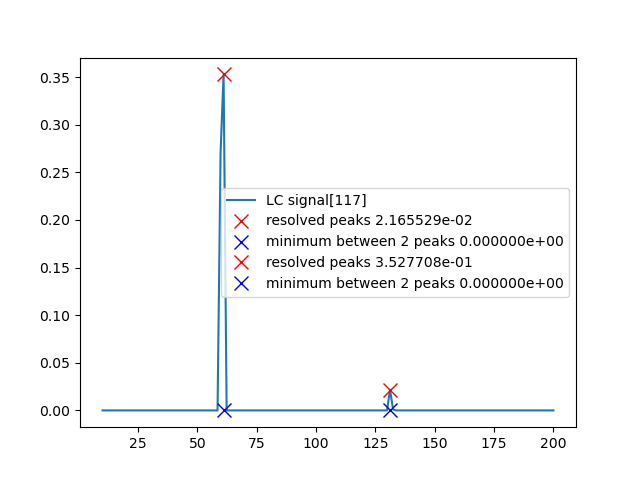 0.35
0.30
0.25
0.20
0.15
0.10
0.05
0.00
LC signal[117]
resolved peaks 2.165529e-02
minimum between 2 peaks 0.000000e+00
resolved peaks 3.527708e-01
minimum between 2 peaks 0.000000e+00
25 50 75 100 125 150 175 200